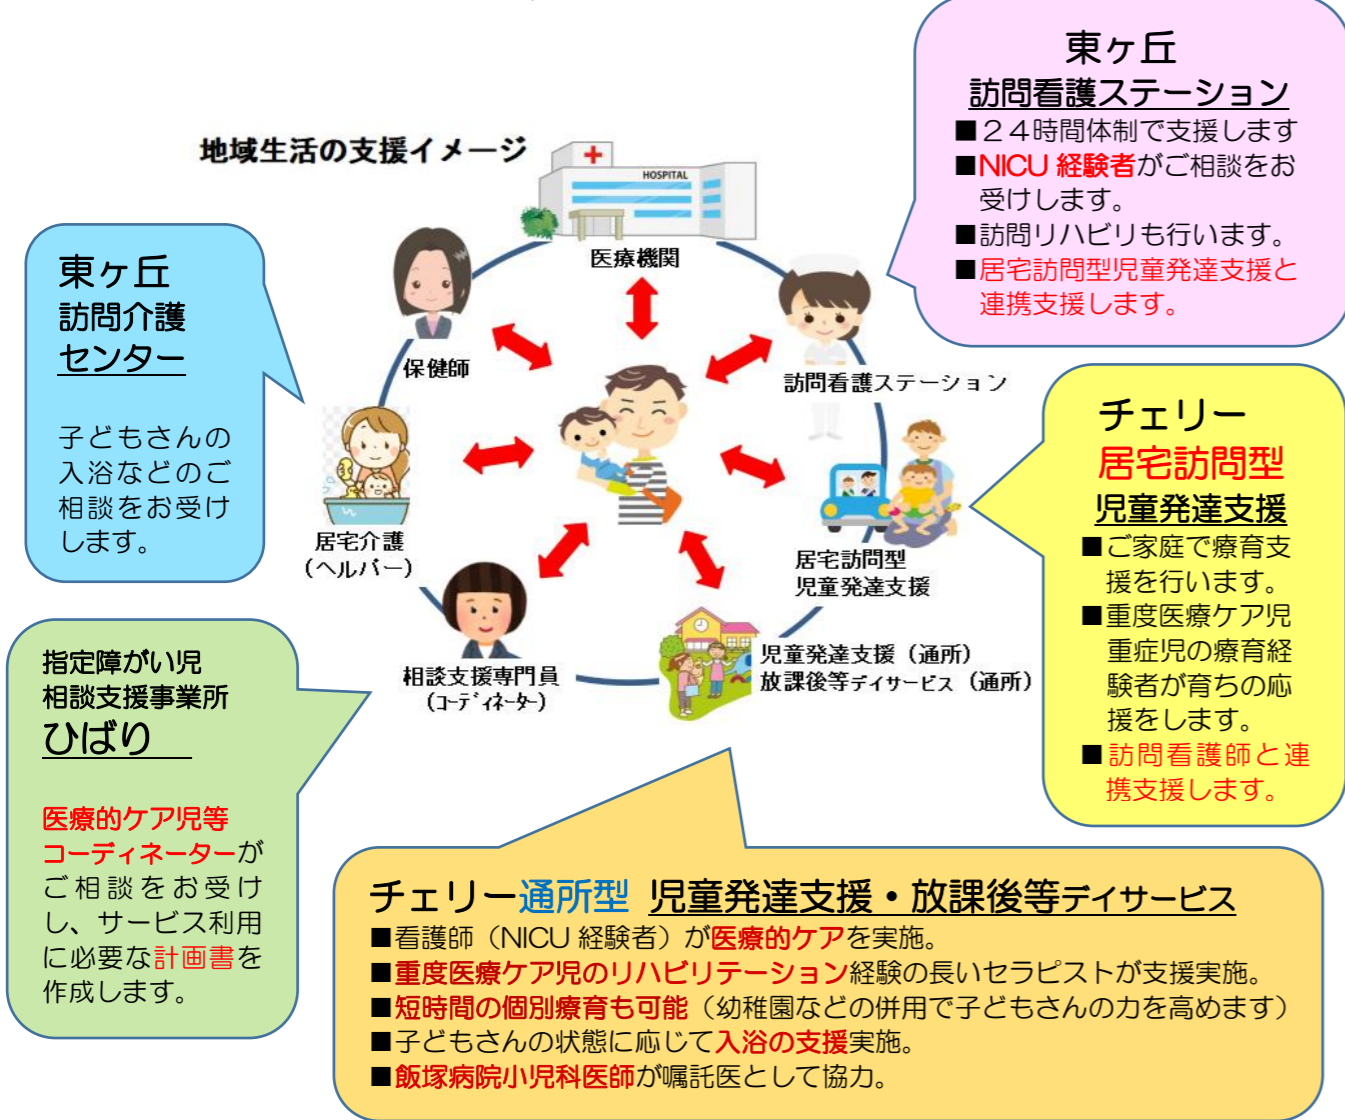 地域生活の支援イメージ
HOSPITAL
医療機関
保健師
訪問看護ステーション
居宅介護
(ヘルパー)
居宅訪問型
児童発達支援
相談支援専門員
(コーディネーター)
児童発達支援(通所)
放課後等デイサービス(通所)
東ヶ丘
訪問看護ステーション
■24時間体制で支援します
■NICU 経験者がご相談をお
受けします。
■訪問リハビリも行います。
■居宅訪問型児童発達支援と
連携支援します。
東ヶ丘
訪問介護
センター
子どもさんの
入浴などのご
相談をお受け
します。
チェリー
居宅訪問型
児童発達支援
■ご家庭で療育支
援を行います。
■重度医療ケア児
重症児の療育経
験者が育ちの応
援をします。
■訪問看護師と連
携支援します。
指定障がい児
相談支援事業所
ひばり
医療的ケア児等
コーディネーターが
ご相談をお受け
し、サービス利用
に必要な計画書を
作成します。
チェリー通所型 児童発達支援・放課後等デイサービス
■看護師(NICU 経験者)が医療的ケアを実施。
■重度医療ケア児のリハビリテーション経験の長いセラピストが支援実施。
■短時間の個別療育も可能(幼稚園などの併用で子どもさんの力を高めます)
■子どもさんの状態に応じて入浴の支援実施。
■飯塚病院小児科医師が嘱託医として協力。